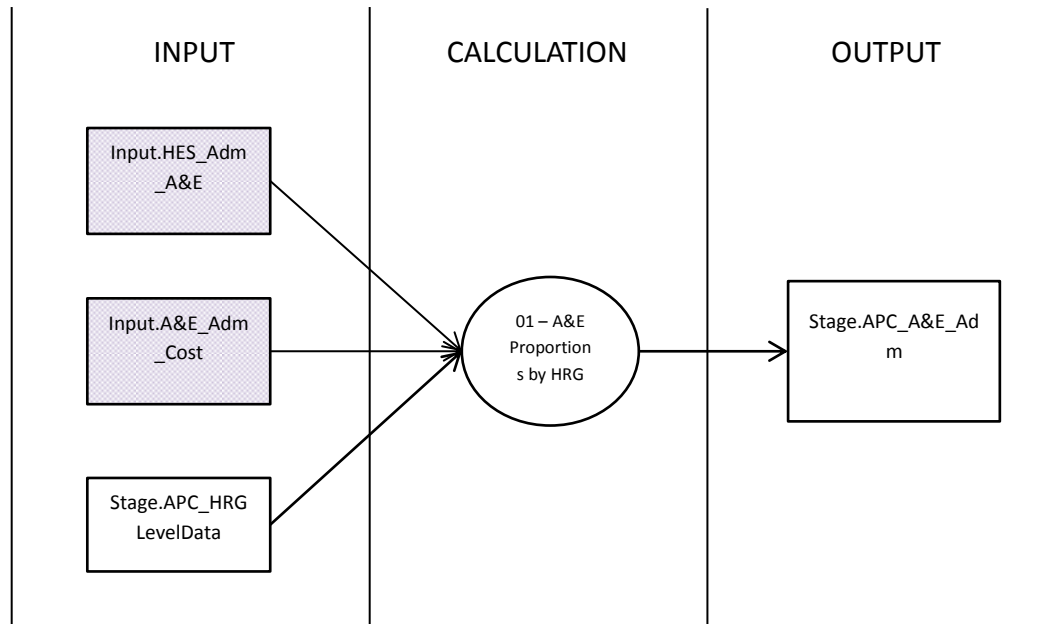 INPUT
CALCULATION
OUTPUT
Input.HES_Adm
_A&E
Input.A&E_Adm
_Cost
Stage.APC_HRG
LevelData
01 – A&E
Proportion
s by HRG
Stage.APC_A&E_Ad
m